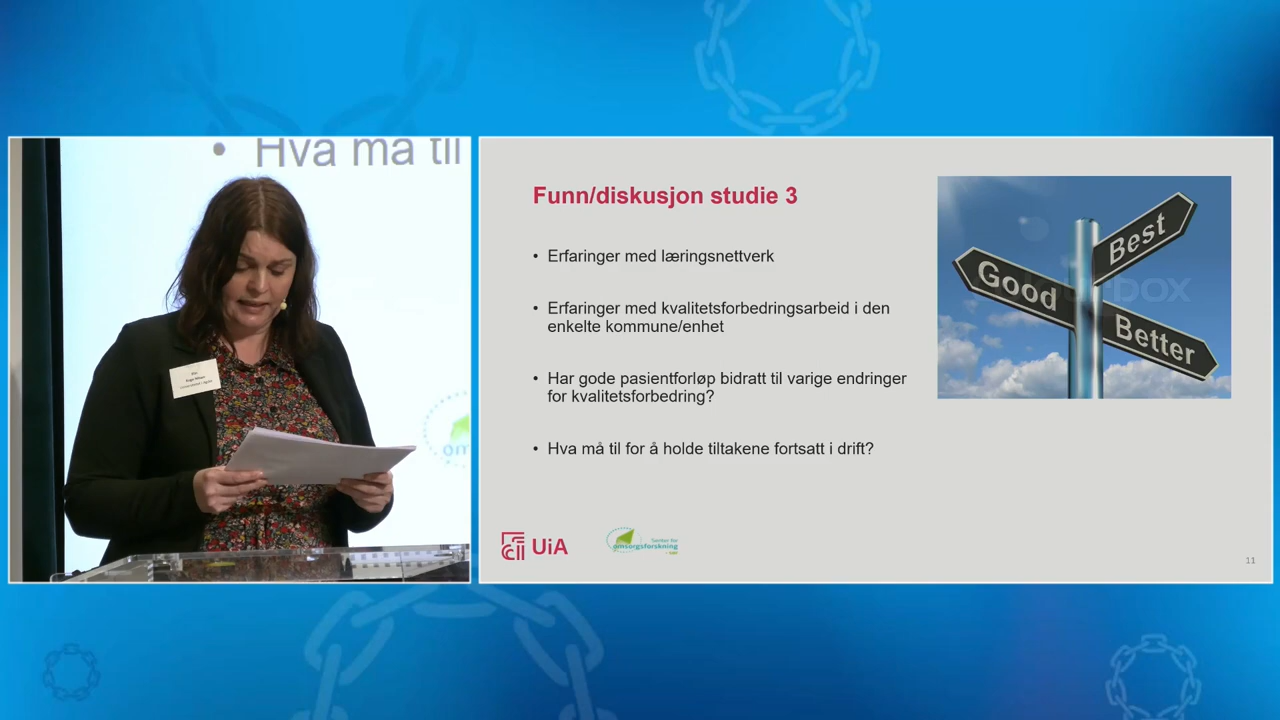 • Hva må til
Funn/diskusjon studie 3
• Erfaringer med læringsnettverk
• Erfaringer med kvalitetsforbedringsarbeid i den
enkelte kommune/enhet
• Har gode pasientforløp bidratt til varige endringer
for kvalitetsforbedring?
• Hva må til for å holde tiltakene fortsatt i drift?
Best
Good
Better
UiA
Senter for
omsorgsforskning
11